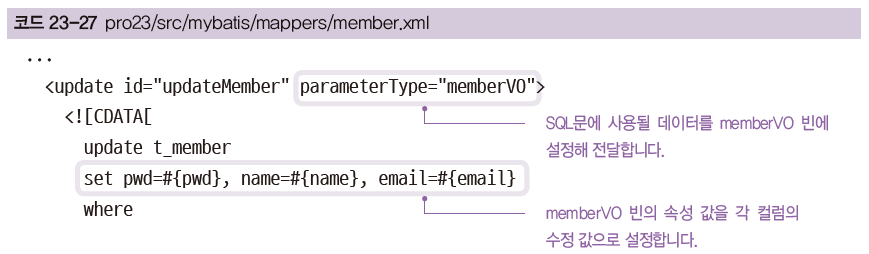 코드 23-27 pro23/src/mybatis/mappers/member.xml
...
<update id="updateMember" parameterType="memberVO">
<![CDATA[
SQL문에 사용될 데이터를 memberVO 빈에
설정해 전달합니다.
update t_member
set pwd=#{pwd}, name=#{name}, email=#{email}
where
memberVO 빈의 속성 값을 각 컬럼의
수정 값으로 설정합니다.